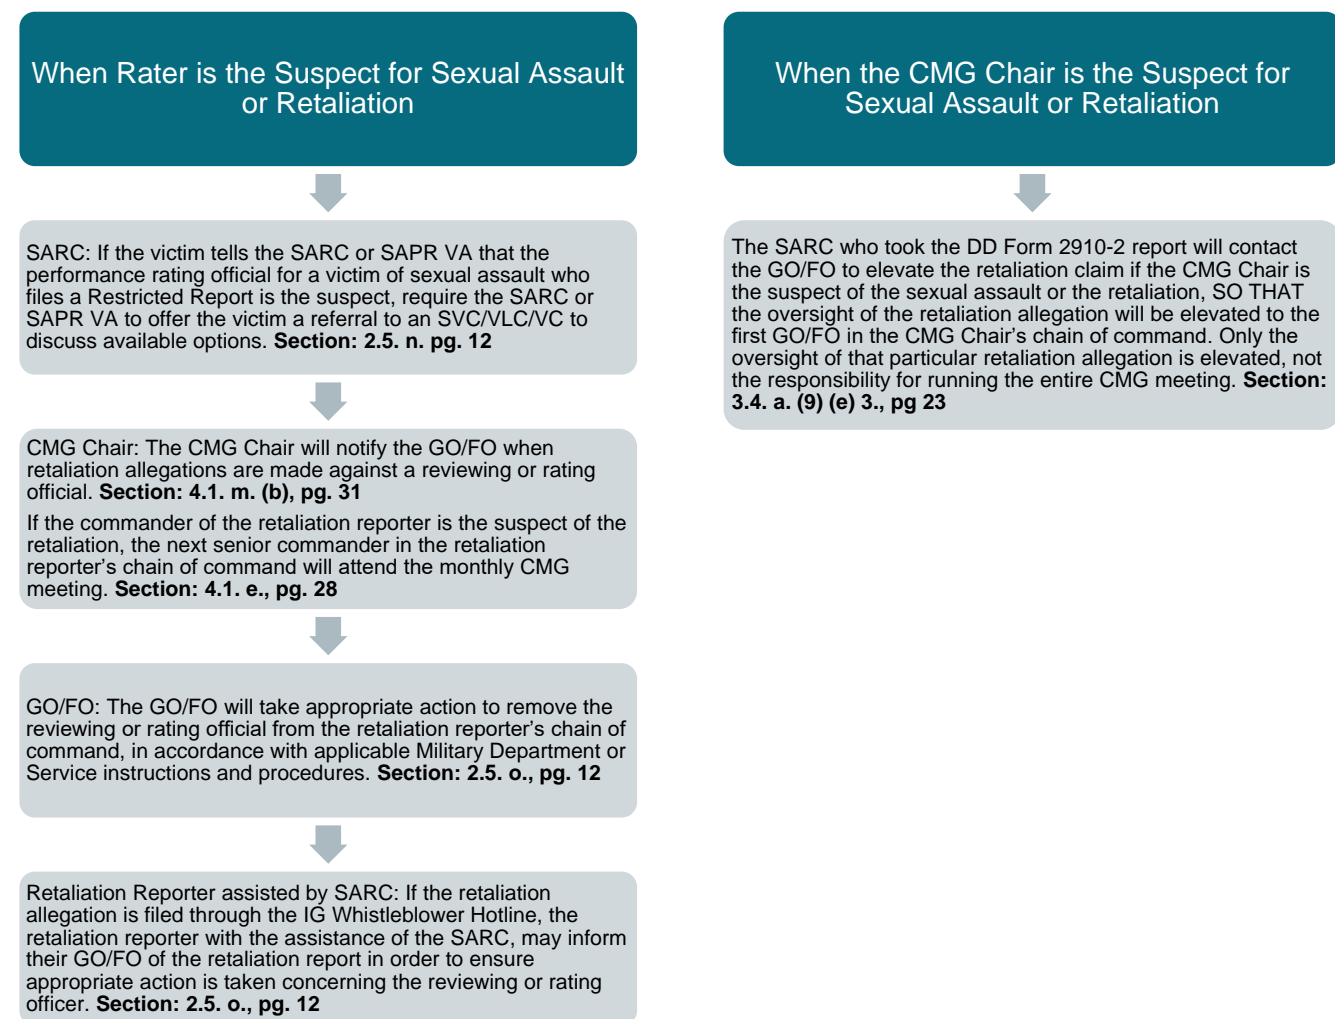 When Rater is the Suspect for Sexual Assault
or Retaliation
SARC: If the victim tells the SARC or SAPR VA that the
performance rating official for a victim of sexual assault who
files a Restricted Report is the suspect, require the SARC or
SAPR VA to offer the victim a referral to an SVC/VLC/VC to
discuss available options. Section: 2.5. n. pg. 12
CMG Chair: The CMG Chair will notify the GO/FO when
retaliation allegations are made against a reviewing or rating
official. Section: 4.1. m. (b), pg. 31
If the commander of the retaliation reporter is the suspect of the
retaliation, the next senior commander in the retaliation
reporter's chain of command will attend the monthly CMG
meeting. Section: 4.1. e., pg. 28
GO/FO: The GO/FO will take appropriate action to remove the
reviewing or rating official from the retaliation reporter's chain of
command, in accordance with applicable Military Department or
Service instructions and procedures. Section: 2.5. o., pg. 12
Retaliation Reporter assisted by SARC: If the retaliation
allegation is filed through the IG Whistleblower Hotline, the
retaliation reporter with the assistance of the SARC, may inform
their GO/FO of the retaliation report in order to ensure
appropriate action is taken concerning the reviewing or rating
officer. Section: 2.5. o., pg. 12
When the CMG Chair is the Suspect for
Sexual Assault or Retaliation
The SARC who took the DD Form 2910-2 report will contact
the GO/FO to elevate the retaliation claim if the CMG Chair is
the suspect of the sexual assault or the retaliation, SO THAT
the oversight of the retaliation allegation will be elevated to the
first GO/FO in the CMG Chair's chain of command. Only the
oversight of that particular retaliation allegation is elevated, not
the responsibility for running the entire CMG meeting. Section:
3.4. a. (9) (e) 3., pg 23